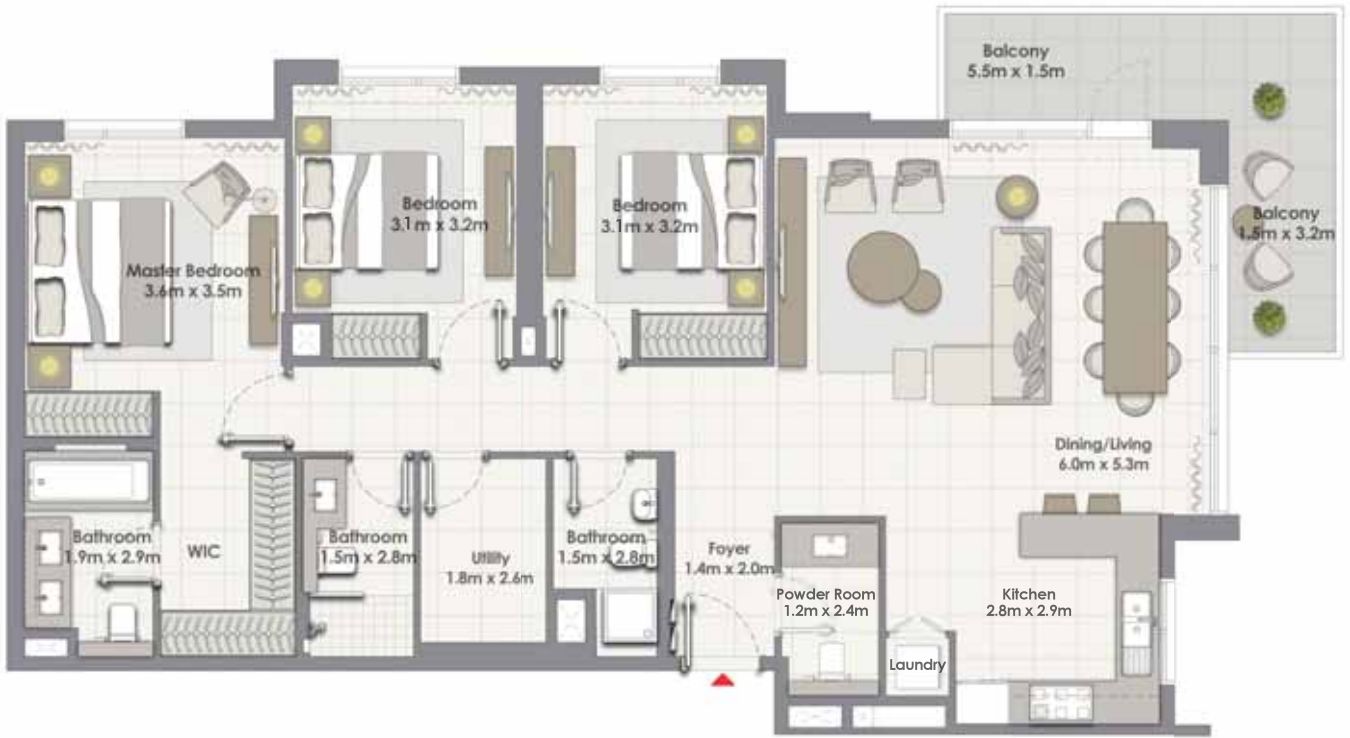 Balcony
5.5m x 1.5m
Bedroom
3.1m x 3.2m
Bedroom
3.1m x 3.2m
Balcony
1.5m x 3.2m
Master Bedroom
3.6m x 3.5m
Dining/Living
6.0m x 5.3m
Bathroom
1.9m x 2.9m
WIC
Bathroom
1.5m x 2.8m
Utility
1.8m x 2.6m
Bathroom
1.5m x 2.8m
Foyer
1.4m x 2.0m
Powder Room
1.2m x 2.4m
Kitchen
2.8m x 2.9m
Laundry